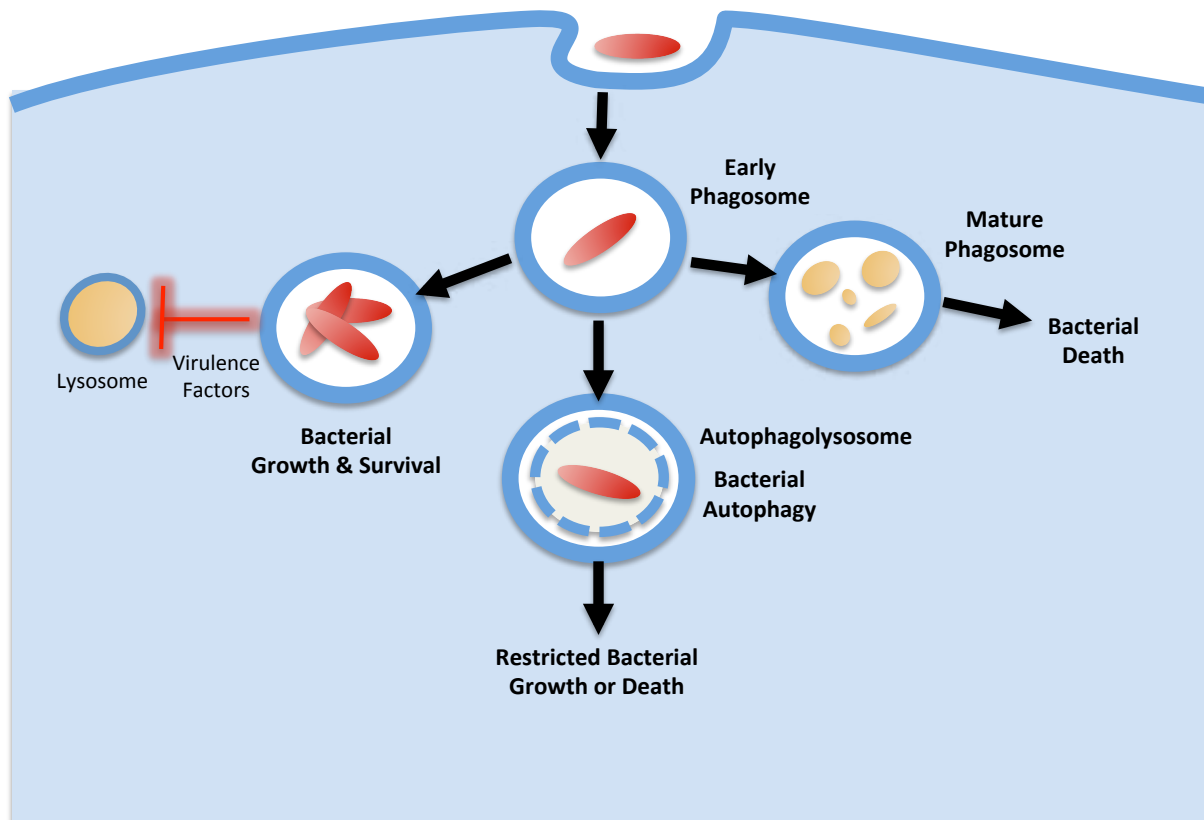 Early
Phagosome
Mature
Phagosome
Bacterial
Death
Lysosome
Virulence
Factors
Bacterial
Growth & Survival
Autophagolysosome
Bacterial
Autophagy
Restricted Bacterial
Growth or Death